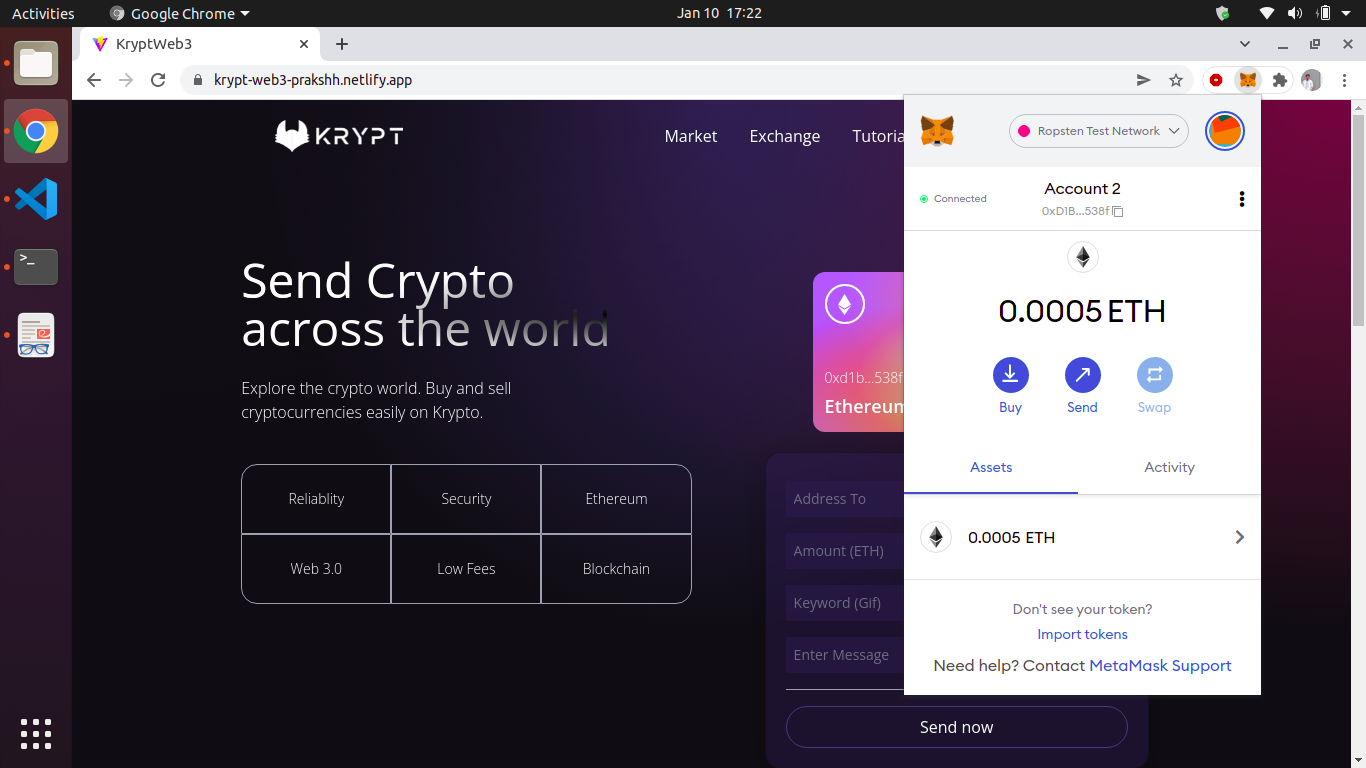 Activities
Google Chrome
Jan 10 17:22
KryptWeb3
krypt-web3-prakshh.netlify.app
KRYPT
Market
Exchange
Tutoria
Send Crypto
across the world
Explore the crypto world. Buy and sell
cryptocurrencies easily on Krypto.
Reliablity
Security
Ethereum
Web 3.0
Low Fees
Blockchain
0xd1b...538f
Ethereum
Address To
Amount (ETH)
Keyword (Gif)
Enter Message
Send now
Ropsten Test Network
Connected
Account 2
0xD1B...538f
0.0005 ETH
Buy
Send
Swap
Assets
Activity
0.0005 ETH
Don't see your token?
Import tokens
Need help? Contact MetaMask Support